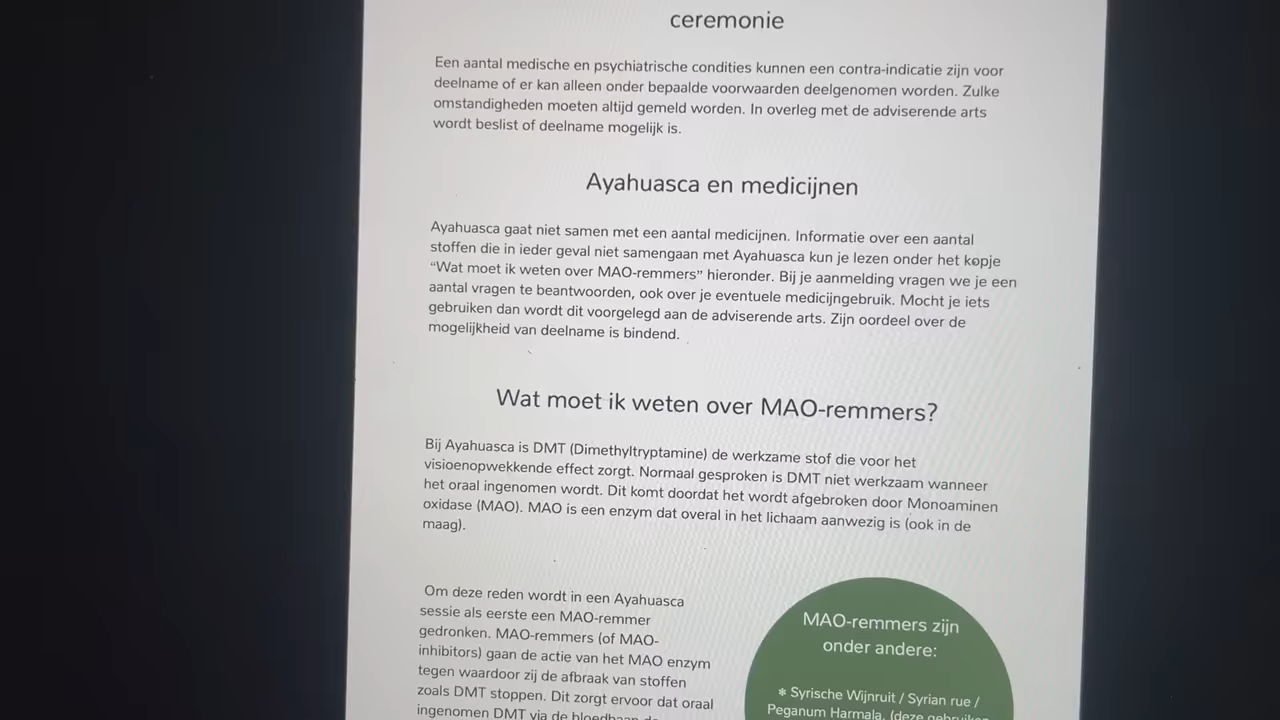 ceremonie
Een aantal medische en psychiatrische condities kunnen een contra-indicatie zijn voor
deelname of er kan alleen onder bepaalde voorwaarden deelgenomen worden. Zulke
omstandigheden moeten altijd gemeld worden. In overleg met de adviserende arts
wordt beslist of deelname mogelijk is.
Ayahuasca en medicijnen
Ayahuasca gaat niet samen met een aantal medicijnen. Informatie over een aantal
stoffen die in ieder geval niet samengaan met Ayahuasca kun je lezen onder het kopje
“Wat moet ik weten over MAO-remmers” hieronder. Bij je aanmelding vragen we je een
aantal vragen te beantwoorden, ook over je eventuele medicijngebruik. Mocht je iets
gebruiken dan wordt dit voorgelegd aan de adviserende arts. Zijn oordeel over de
mogelijkheid van deelname is bindend.
Wat moet ik weten over MAO-remmers?
Bij Ayahuasca is DMT (Dimethyltryptamine) de werkzame stof die voor het
visioenopwekkende effect zorgt. Normaal gesproken is DMT niet werkzaam wanneer
het oraal ingenomen wordt. Dit komt doordat het wordt afgebroken door Monoaminen
oxidase (MAO). MAO is een enzym dat overal in het lichaam aanwezig is (ook in de
maag).
Om deze reden wordt in een Ayahuasca
sessie als eerste een MAO-remmer
gedronken. MAO-remmers (of MAO-
inhibitors) gaan de actie van het MAO enzym
tegen waardoor zij de afbraak van stoffen
zoals DMT stoppen. Dit zorgt ervoor dat oraal
ingenomen DMT via de bloedbaan de
MAO-remmers zijn
onder andere:
* Syrische Wijnruit / Syrian rue /
Peganum Harmala. (deze gebruiken